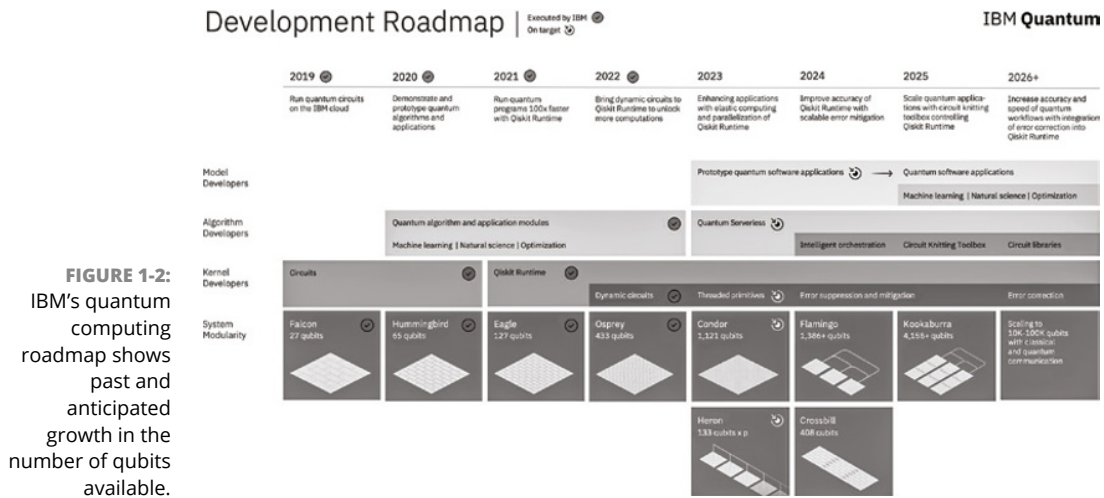 Development Roadmap
Executed by IBM
On target
IBM Quantum
2019
2020
2021
2022
2023
2024
2025
2026+
Run quantum circuits
on the IBM cloud
Demonstrate and
prototype quantum
algorithms and
applications
Run quantum
programs 100x faster
with Qiskit Runtime
Bring dynamic circuits to
Qiskit Runtime to unlock
more computations
Enhancing applications
with elastic computing
and parallelization of
Qiskit Runtime
Improve accuracy of
Qiskit Runtime with
scalable error mitigation
Scale quantum applica-
tions with circuit knitting
toolbox controlling
Qiskit Runtime
Increase accuracy and
speed of quantum
workflows with integration
of error correction into
Qiskit Runtime
Model
Developers
Prototype quantum software applications
Quantum software applications
Machine learning | Natural science | Optimization
Algorithm
Developers
Quantum algorithm and application modules
Machine learning | Natural science | Optimization
Quantum Serverless
Intelligent orchestration
Circuit Knitting Toolbox
Circuit libraries
Kernel
Developers
Circuits
Qiskit Runtime
Dynamic circuits
Threaded primitives
Error suppression and mitigation
Error correction
System
Modularity
Falcon
27 qubits
Hummingbird
65 qubits
Eagle
127 qubits
Osprey
433 qubits
Condor
1,121 qubits
Flamingo
1,386+ qubits
Kookaburra
4,158+ qubits
Scaling to
10K-100K qubits
with classical
and quantum
communication
Heron
133 qubits x p
Crossbill
408 qubits
FIGURE 1-2:
IBM’s quantum
computing
roadmap shows
past and
anticipated
growth in the
number of qubits
available.